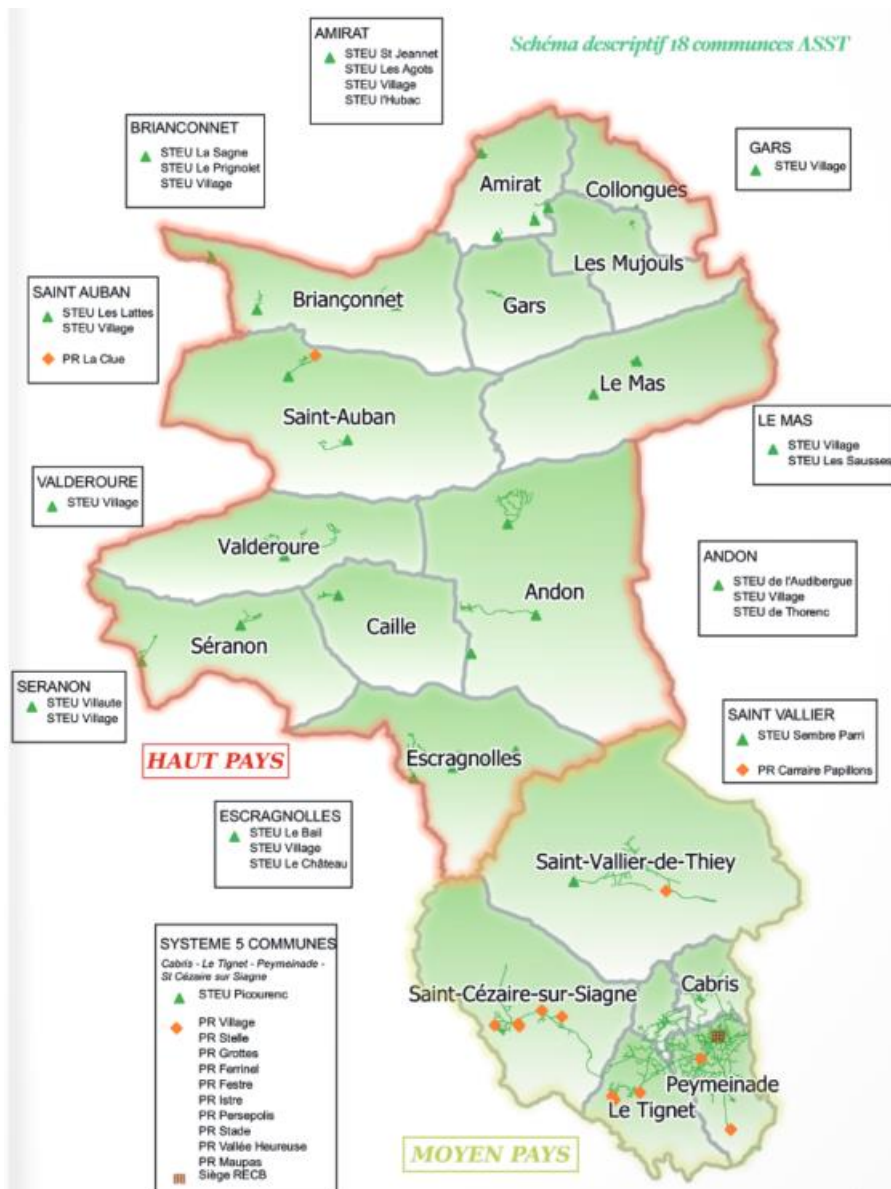 AMIRAT
STEU St Jeannet
STEU Les Agots
STEU Village
STEU l'Hubac
Schéma descriptif 18 communces ASST
BRIANCONNET
STEU La Sagne
STEU Le Prignolet
STEU Village
GARS
STEU Village
Amirat
Collongues
Les Mujouls
Briançonnet
Gars
SAINT AUBAN
STEU Les Lattes
STEU Village
PR La Clue
Le Mas
Saint-Auban
LE MAS
STEU Village
STEU Les Sausses
VALDEROURE
STEU Village
Valderoure
ANDON
STEU de l'Audibergue
STEU Village
STEU de Thorenc
Andon
Caille
Séranon
SERANON
STEU Villaute
STEU Village
SAINT VALLIER
STEU Sembre Parri
PR Carraire Papillons
HAUT PAYS
Escragnolles
ESCRAGNOLLES
STEU Le Bail
STEU Village
STEU Le Château
Saint-Vallier-de-Thiey
SYSTEME 5 COMMUNES
Cabris - Le Tignet - Peymeinade -
St Cézaire sur Siagne
STEU Picourenc
PR Village
PR Stelle
PR Grottes
PR Ferrinel
PR Festre
PR Istre
PR Persepolis
PR Stade
PR Vallée Heureuse
PR Maupas
Siège RECB
Cabris
Saint-Cézaire-sur-Siagne
Peymeinade
Le Tignet
MOYEN PAYS